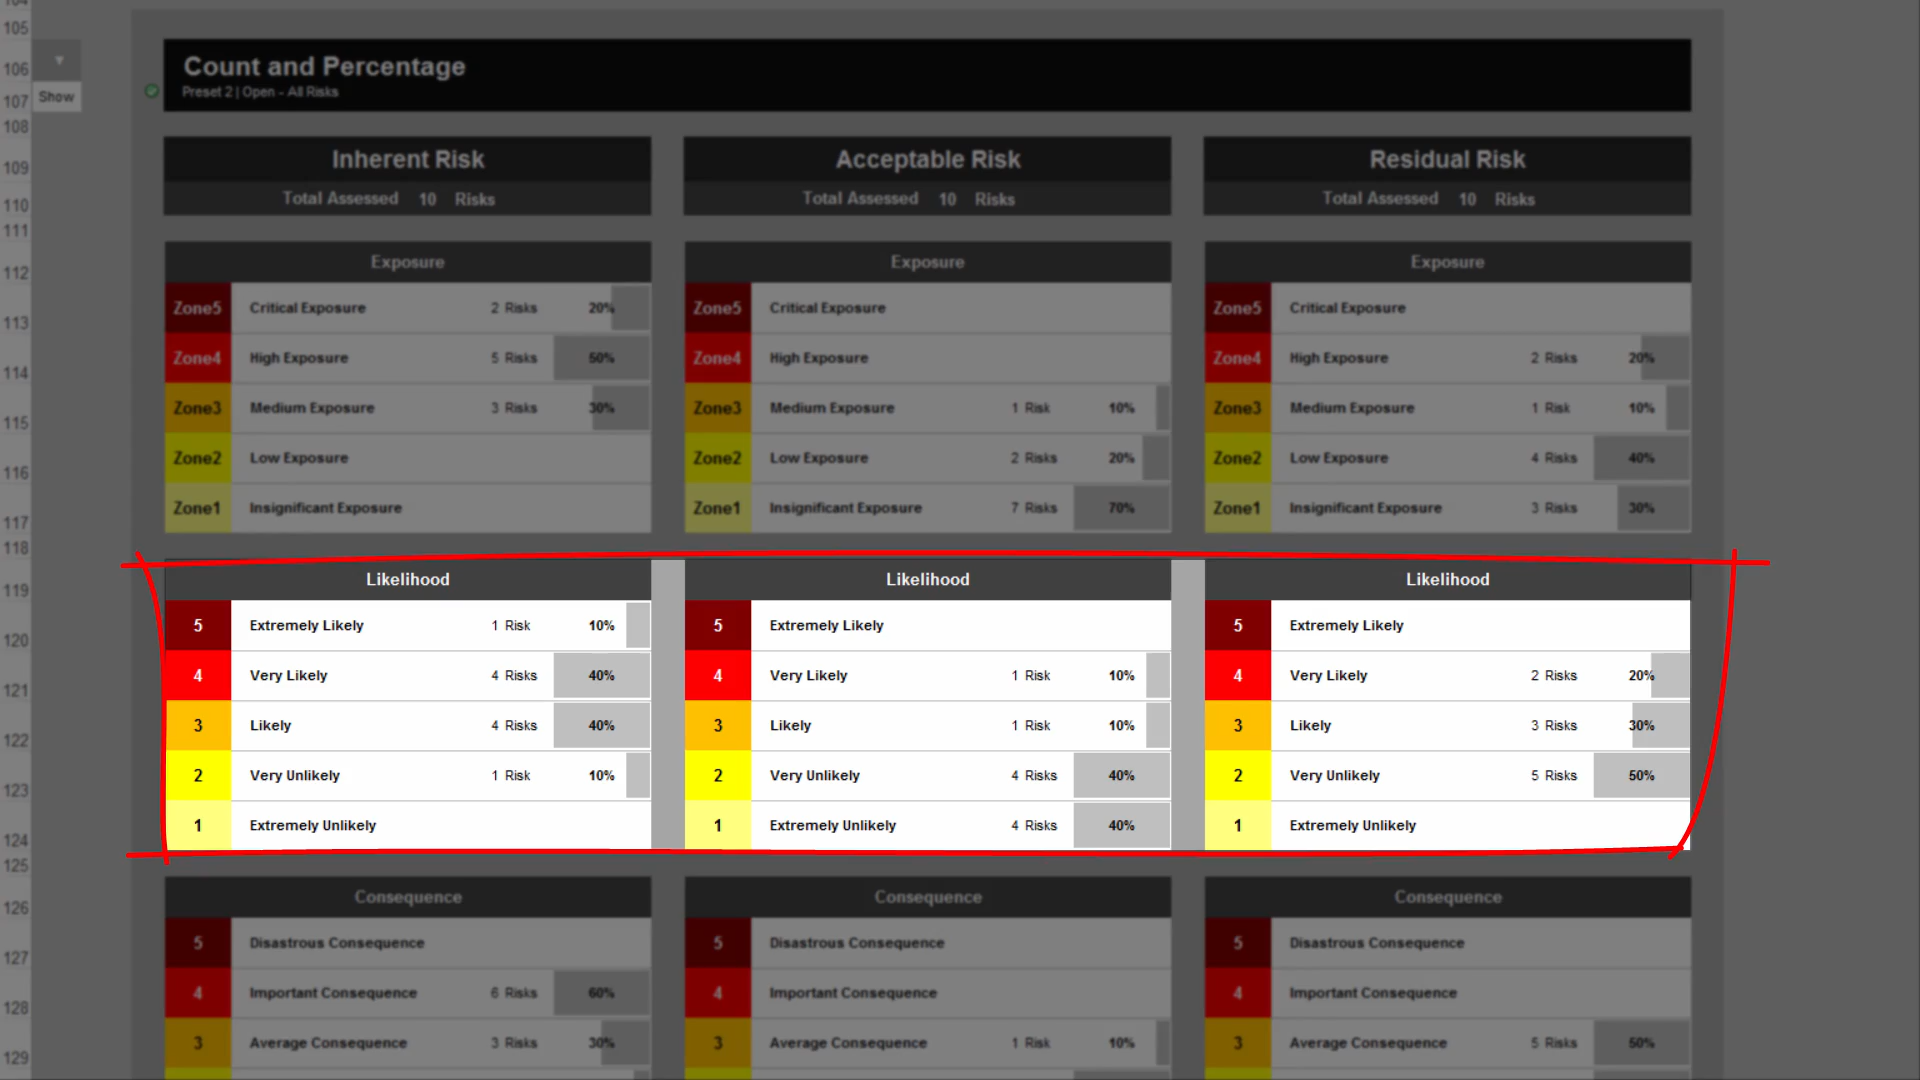 105
106
107
108
109
110
111
112
113
114
115
116
117
118
119
120
121
122
123
124
125
126
127
128
129
▼
Show
Count and Percentage
Preset 2 | Open - All Risks
Inherent Risk
Total Assessed 10 Risks
Exposure
Zone5 Critical Exposure 2 Risks 20%
Zone4 High Exposure 5 Risks 50%
Zone3 Medium Exposure 3 Risks 30%
Zone2 Low Exposure
Zone1 Insignificant Exposure
Likelihood
5 Extremely Likely 1 Risk 10%
4 Very Likely 4 Risks 40%
3 Likely 4 Risks 40%
2 Very Unlikely 1 Risk 10%
1 Extremely Unlikely
Consequence
5 Disastrous Consequence
4 Important Consequence 6 Risks 60%
3 Average Consequence 3 Risks 30%
Acceptable Risk
Total Assessed 10 Risks
Exposure
Zone5 Critical Exposure
Zone4 High Exposure
Zone3 Medium Exposure 1 Risk 10%
Zone2 Low Exposure 2 Risks 20%
Zone1 Insignificant Exposure 7 Risks 70%
Likelihood
5 Extremely Likely
4 Very Likely 1 Risk 10%
3 Likely 1 Risk 10%
2 Very Unlikely 4 Risks 40%
1 Extremely Unlikely 4 Risks 40%
Consequence
5 Disastrous Consequence
4 Important Consequence
3 Average Consequence 1 Risk 10%
Residual Risk
Total Assessed 10 Risks
Exposure
Zone5 Critical Exposure
Zone4 High Exposure 2 Risks 20%
Zone3 Medium Exposure 1 Risk 10%
Zone2 Low Exposure 4 Risks 40%
Zone1 Insignificant Exposure 3 Risks 30%
Likelihood
5 Extremely Likely
4 Very Likely 2 Risks 20%
3 Likely 3 Risks 30%
2 Very Unlikely 5 Risks 50%
1 Extremely Unlikely
Consequence
5 Disastrous Consequence
4 Important Consequence
3 Average Consequence 5 Risks 50%